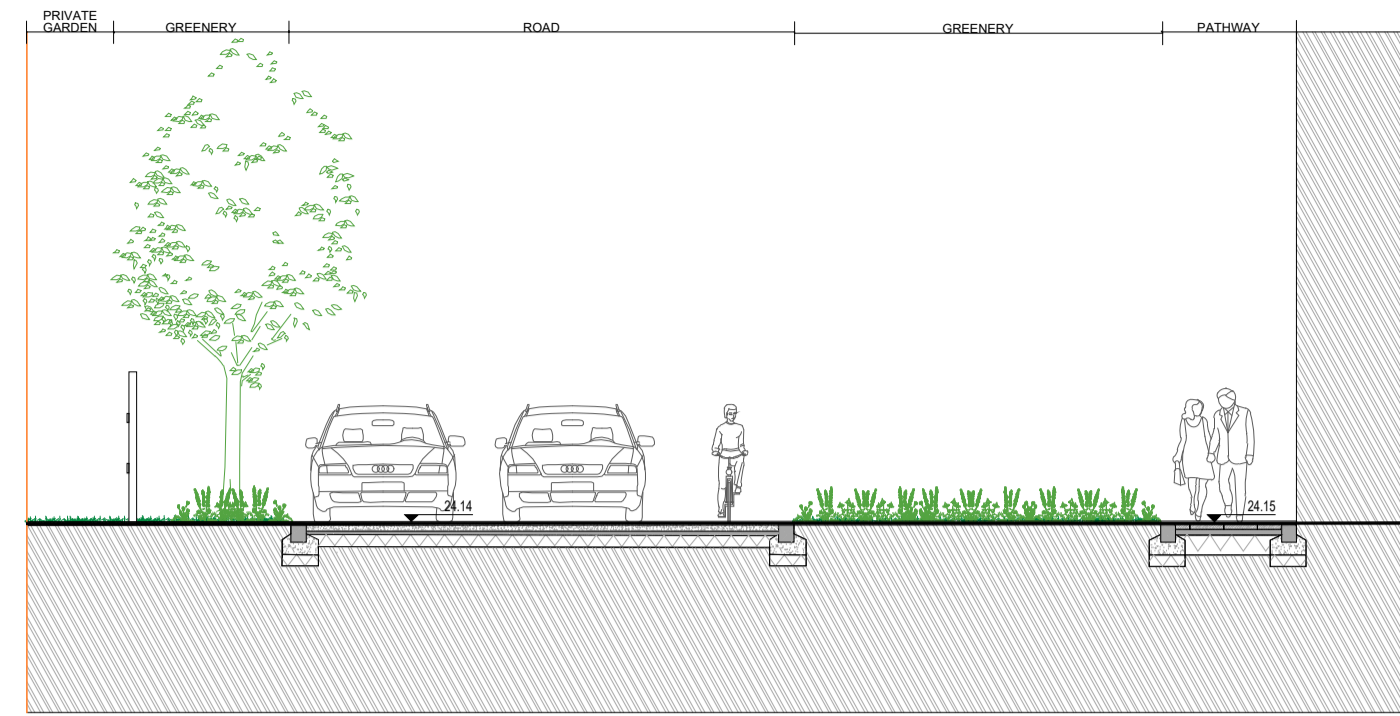 PRIVATE
GARDEN
GREENERY
ROAD
GREENERY
PATHWAY
24.14
24.15